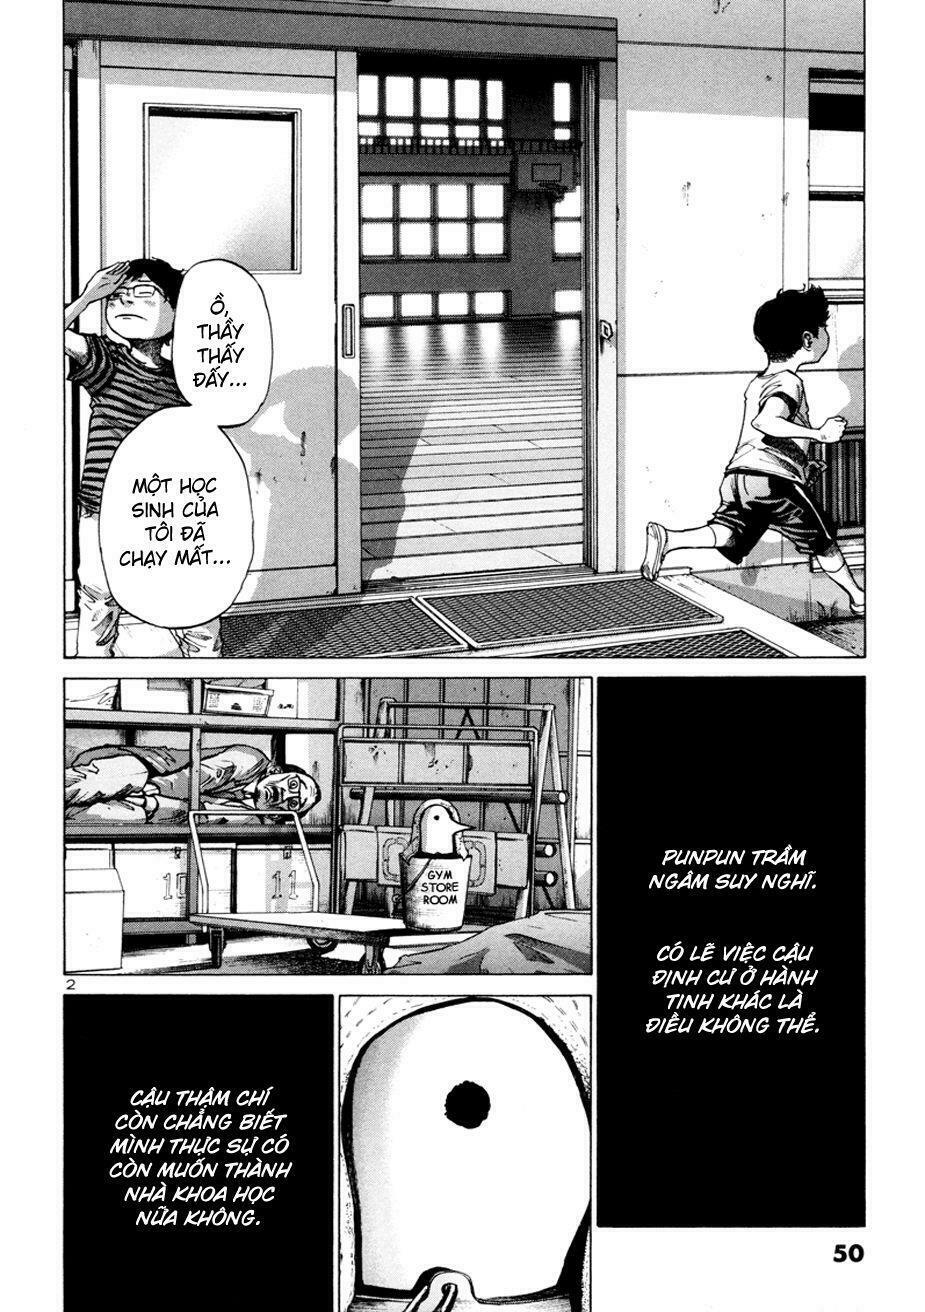 Ồ,
THẦY
THẤY
ĐẤY...
MỘT HỌC
SINH CỦA
TÔI ĐÃ
CHẠY MẤT...
10
11
GYM
STORE
ROOM
PUNPUN TRẦM
NGÂM SUY NGHĨ.
CÓ LẼ VIỆC CẬU
ĐỊNH CƯ Ở HÀNH
TINH KHÁC LÀ
ĐIỀU KHÔNG THỂ.
2
CẬU THẬM CHÍ
CÒN CHẲNG BIẾT
MÌNH THỰC SỰ CÓ
CÒN MUỐN THÀNH
NHÀ KHOA HỌC
NỮA KHÔNG.
50